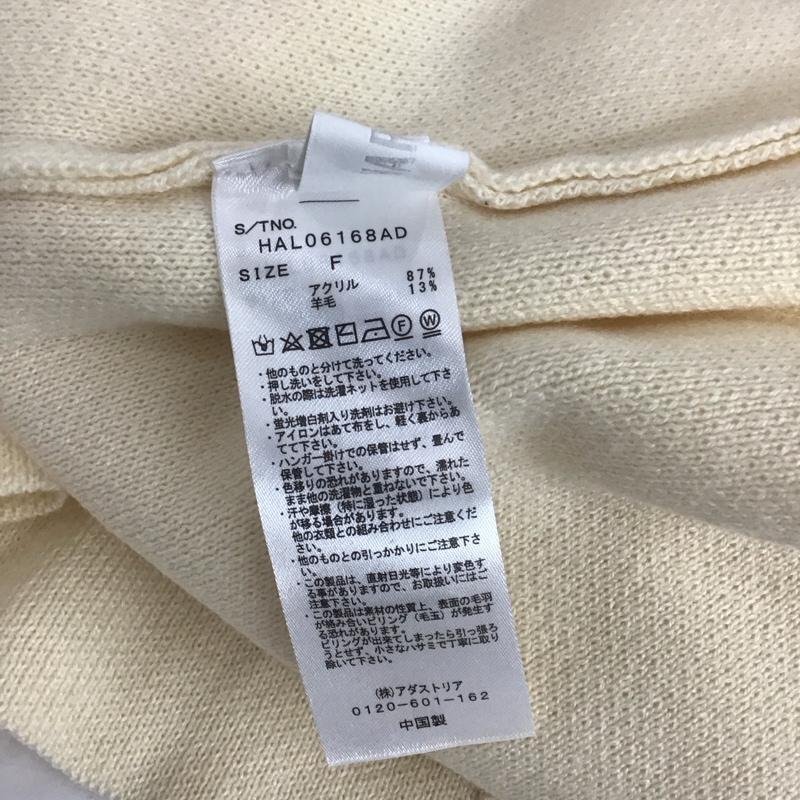 S/TNO.
HAL06168AD
SIZE F
アクリル 87%
羊毛 13%
F W
・他のものと分けて洗ってください。
・押し洗いをして下さい。
・脱水の際は洗濯ネットを使用して下さ
い。
・蛍光増白剤入り洗剤はお避け下さい。
・アイロンはあて布をし、軽く裏からあ
てて下さい。
・ハンガー掛けでの保管はせず、畳んで
保管して下さい。
・色移りの恐れがありますので、濡れた
まま他の洗濯物と重ねないで下さい。
・汗や摩擦（特に湿った状態）により色
が移る場合があります。
他の衣類との組み合わせにご注意くだ
さい。
・他のものとの引っかかりにご注意下さ
い。
・この製品は、直射日光等により変色す
る事がありますので、お取扱いにはご
注意下さい。
・この製品は素材の性質上、表面の毛羽
が絡み合いピリング（毛玉）が発生す
る恐れがあります。
ピリングが出来てしまったら引っ張ろ
うとせず、小さなハサミで丁寧に取り
除いて下さい。
(株)アダストリア
0120-601-162
中国製